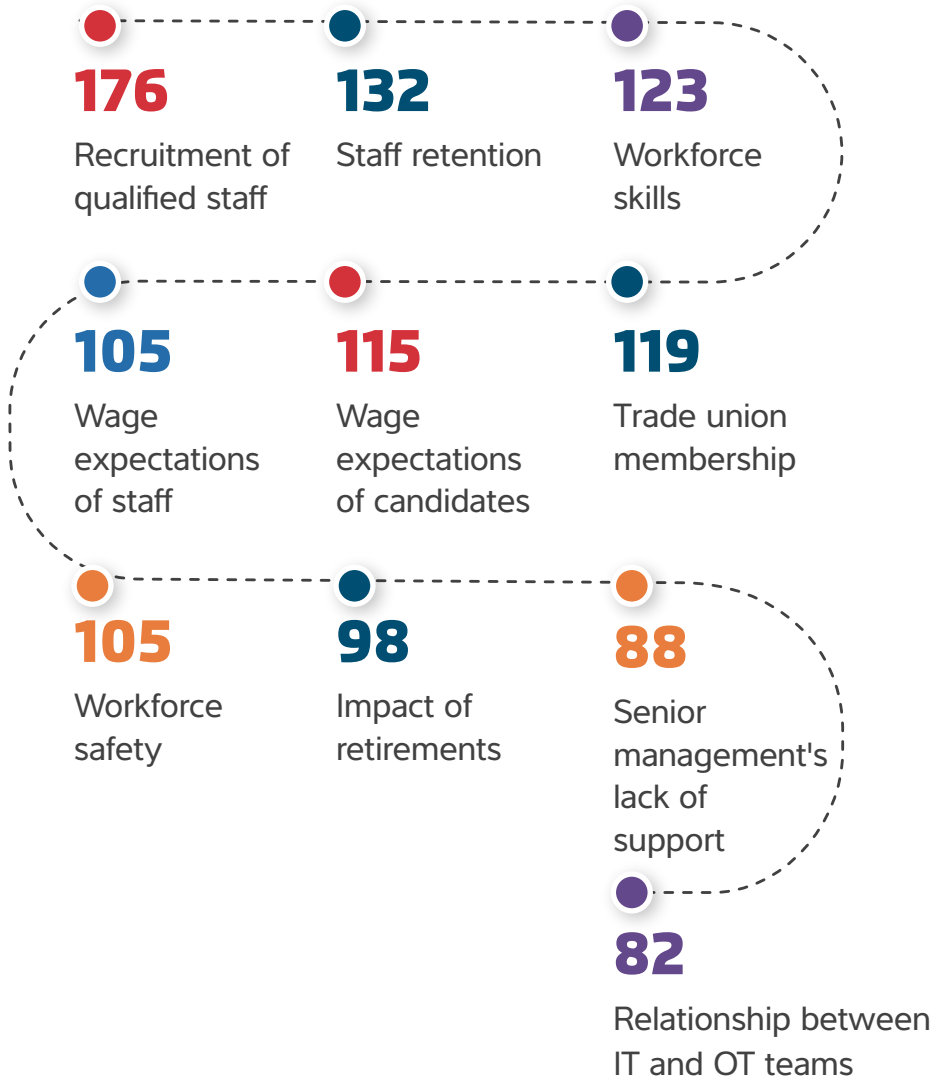 176
Recruitment of
qualified staff
132
Staff retention
123
Workforce
skills
119
Trade union
membership
115
Wage
expectations
of candidates
105
Wage
expectations
of staff
105
Workforce
safety
98
Impact of
retirements
88
Senior
management's
lack of
support
82
Relationship between
IT and OT teams